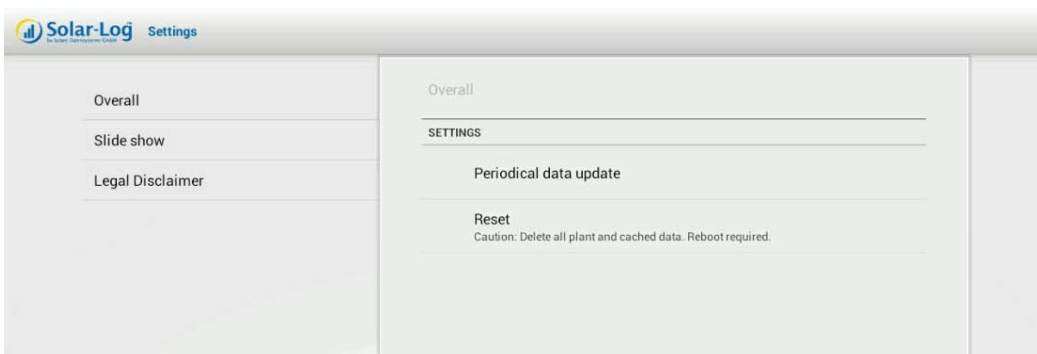 Solar-Log™ Settings
Overall
Slide show
Legal Disclaimer
Overall
SETTINGS
Periodical data update
Reset
Caution: Delete all plant and cached data. Reboot required.